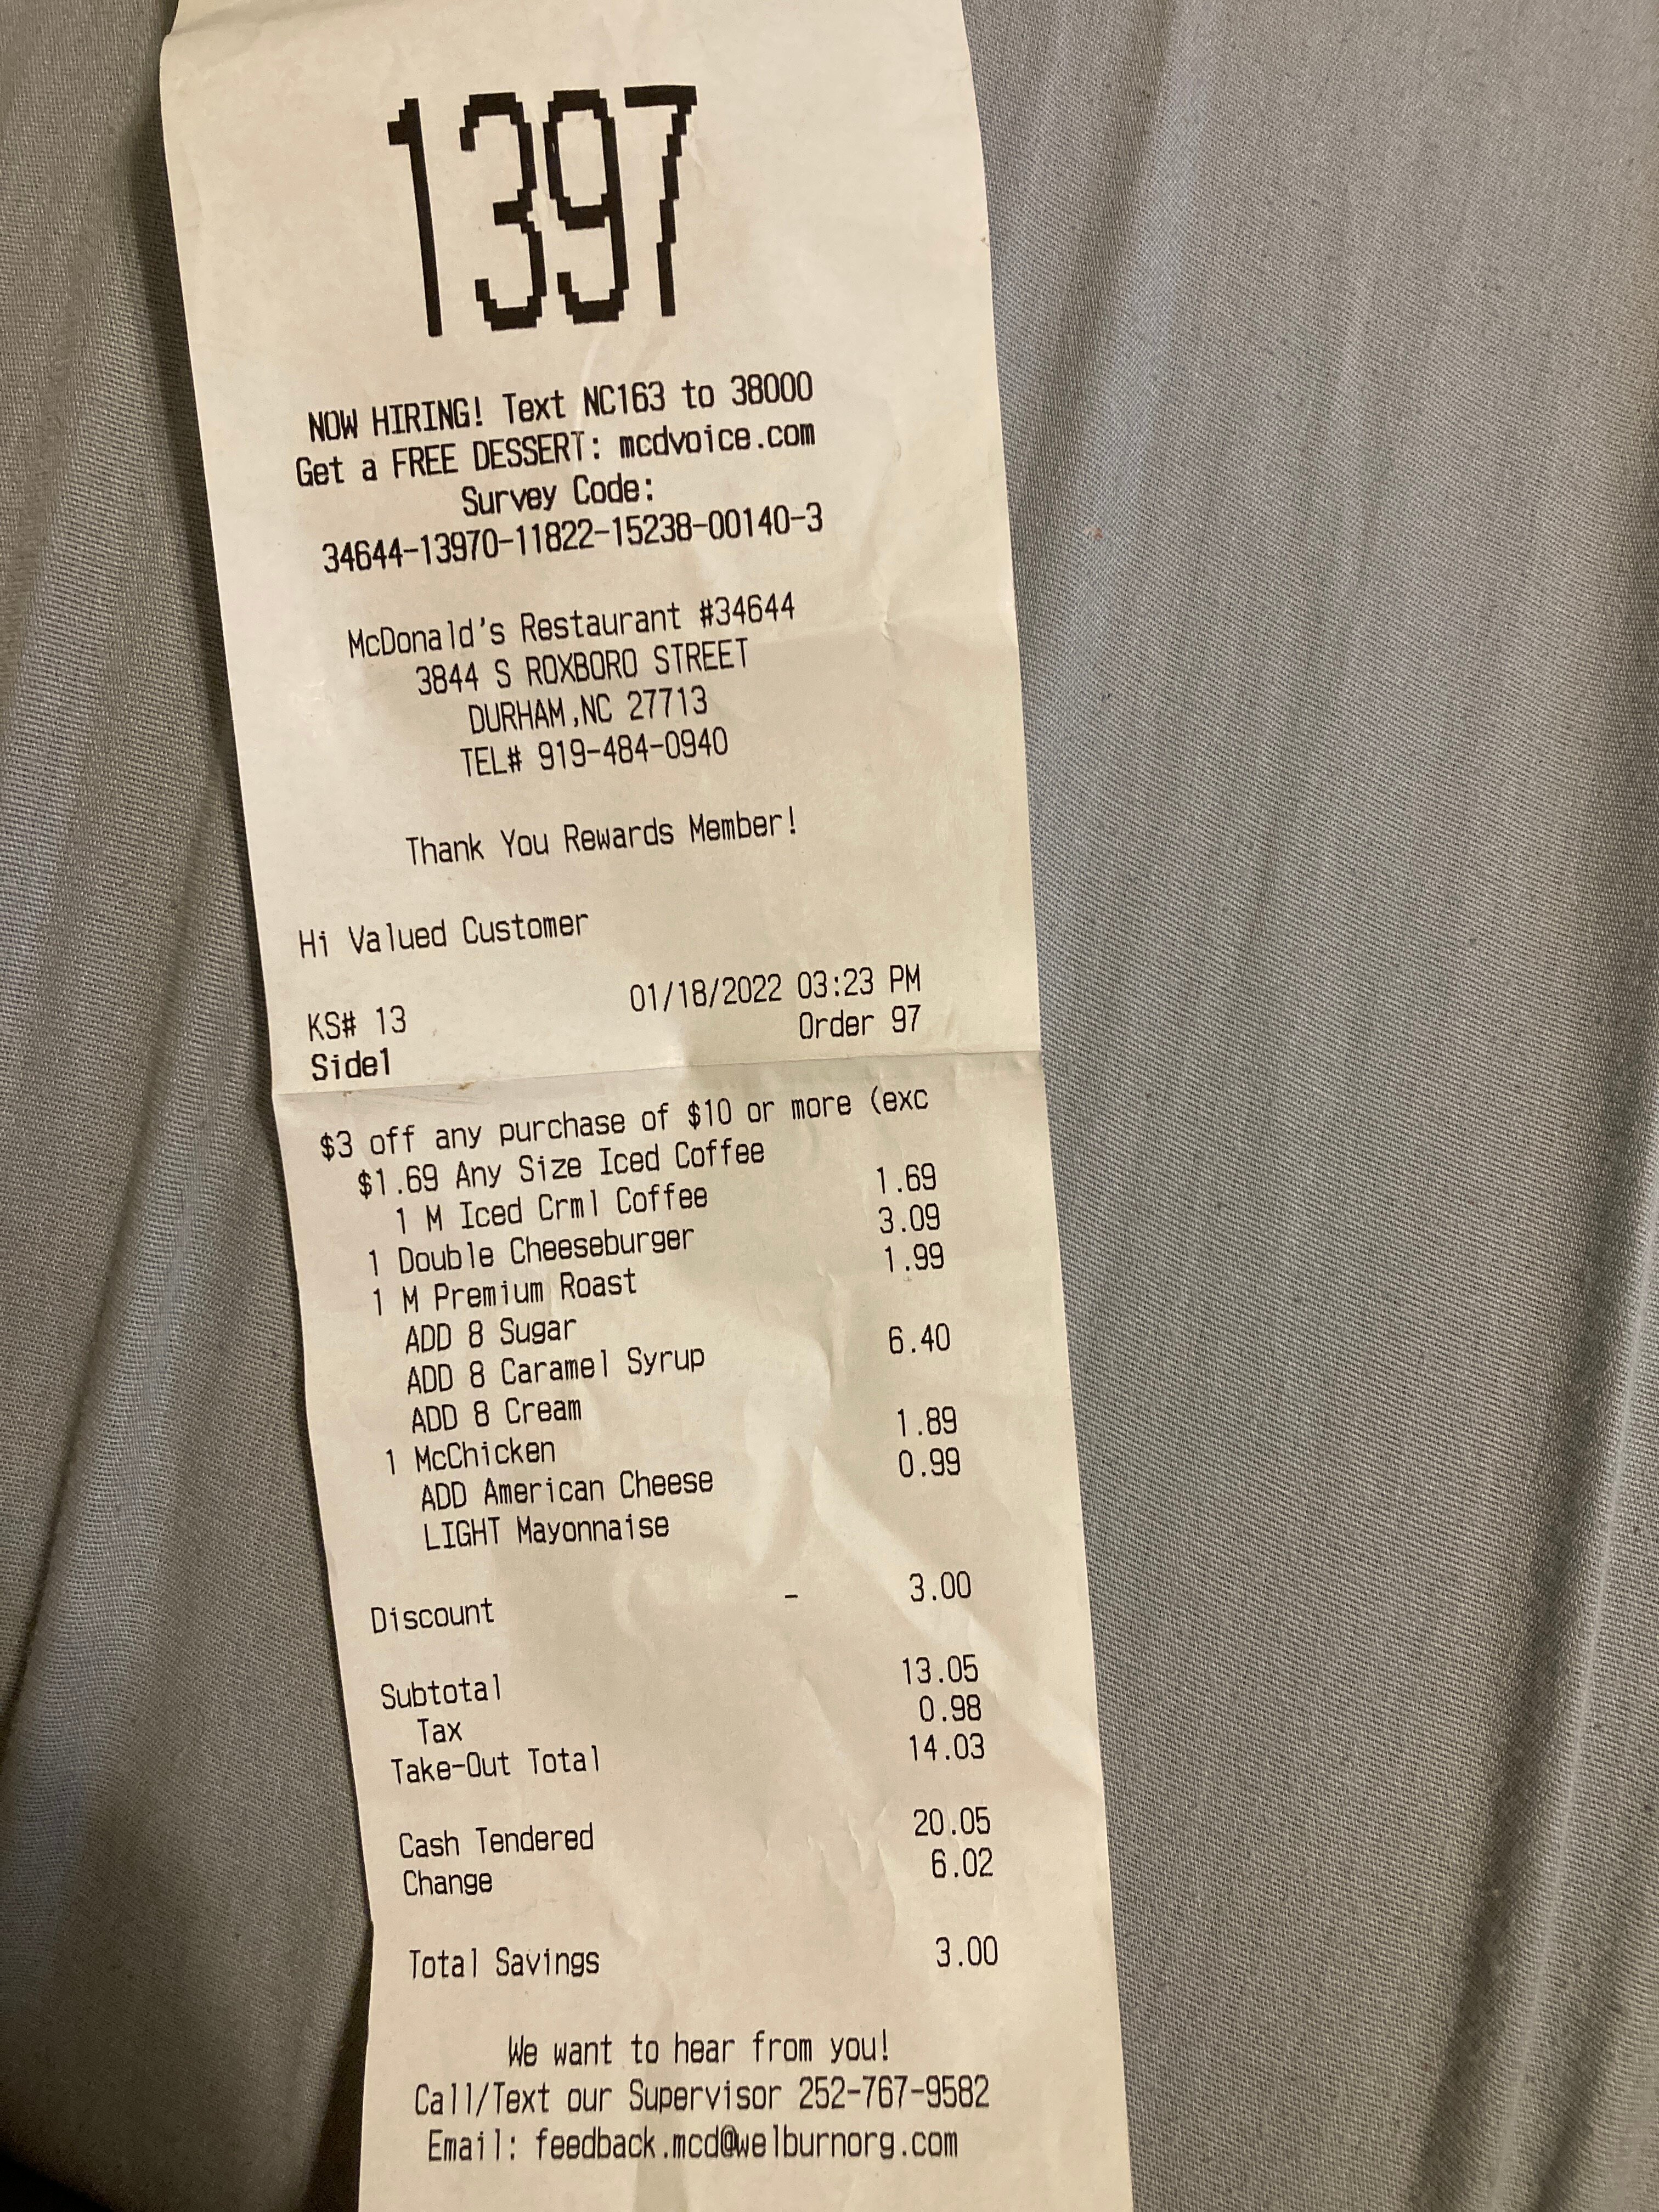 1397
NOW HIRING! Text NC163 to 38000
Get a FREE DESSERT: mcdvoice.com
Survey Code:
34644-13970-11822-15238-00140-3
McDonald's Restaurant #34644
3844 S ROXBORO STREET
DURHAM,NC 27713
TEL# 919-484-0940
Thank You Rewards Member!
Hi Valued Customer
01/18/2022 03:23 PM
KS# 13 Order 97
Side1
$3 off any purchase of $10 or more (exc
$1.69 Any Size Iced Coffee
1 M Iced Crml Coffee 1.69
1 Double Cheeseburger 3.09
1 M Premium Roast 1.99
ADD 8 Sugar
ADD 8 Caramel Syrup 6.40
ADD 8 Cream
1 McChicken 1.89
ADD American Cheese 0.99
LIGHT Mayonnaise
Discount - 3.00
Subtotal 13.05
Tax 0.98
Take-Out Total 14.03
Cash Tendered 20.05
Change 6.02
Total Savings 3.00
We want to hear from you!
Call/Text our Supervisor 252-767-9582
Email: feedback.mcd@welburnorg.com